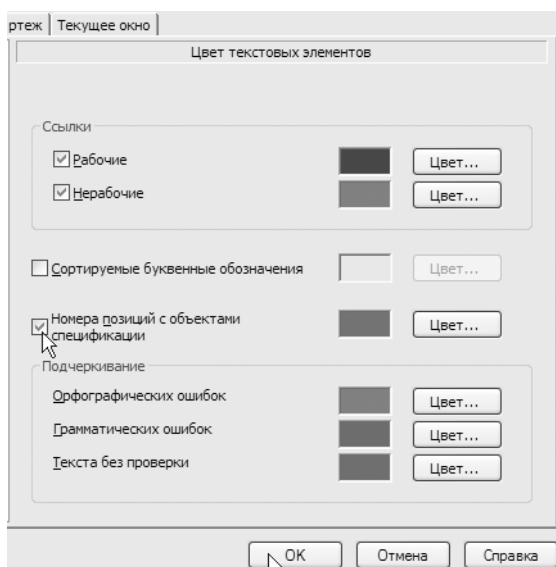 ртеж Текущее окно
Цвет текстовых элементов
Ссылки
Рабочие Цвет...
Нерабочие Цвет...
Сортируемые буквенные обозначения Цвет...
Номера позиций с объектами
спецификации
Цвет...
Подчеркивание
Орфографических ошибок Цвет...
Грамматических ошибок Цвет...
Текста без проверки Цвет...
OK Отмена Справка